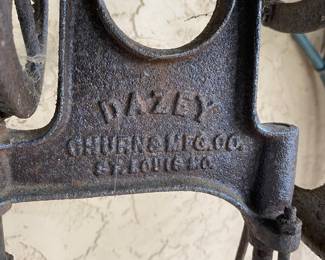 DAZEY
CHURN & MFG. CO.
ST. LOUIS MO.